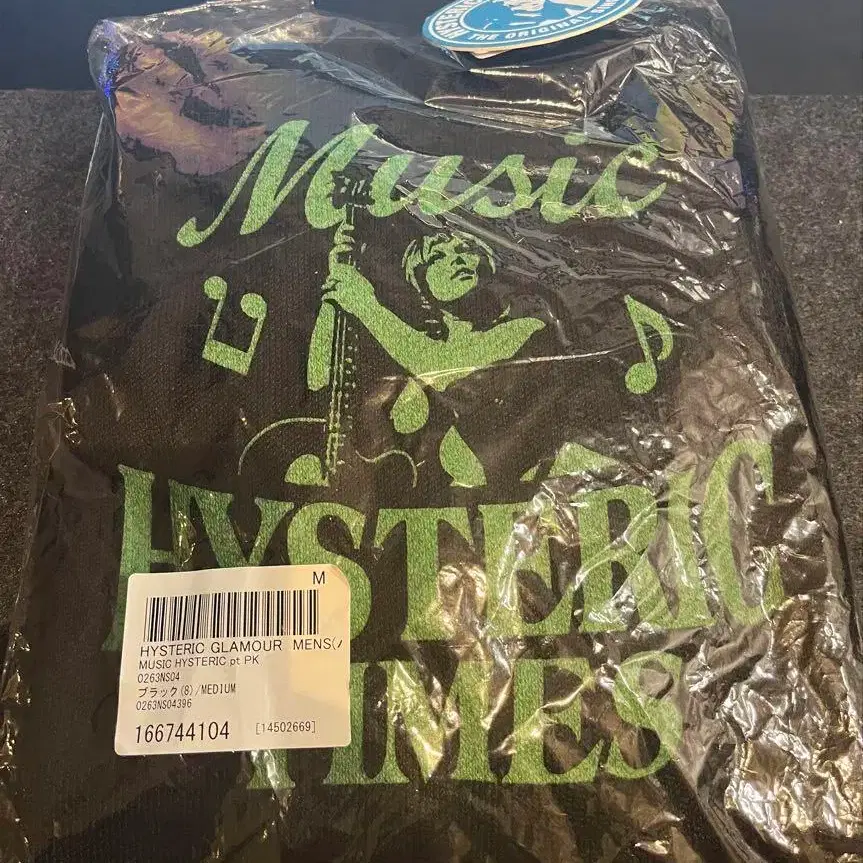 HYSTERIC
THE ORIGINAL
Music
HYSTERIC
TIMES
M
HYSTERIC GLAMOUR MENS(
MUSIC HYSTERIC pt PK
0263NS04
ブラック(8)/MEDIUM
0263NS04396
166744104 [14502669]